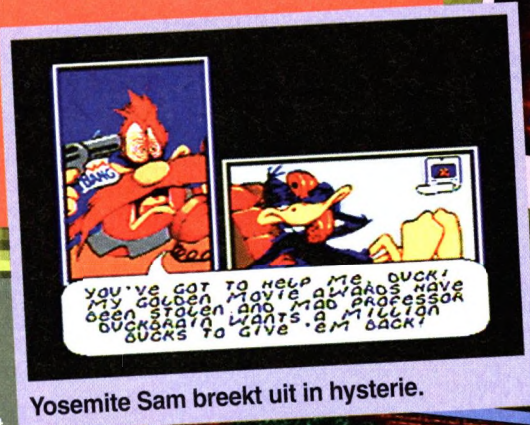 BANG
YOU'VE GOT TO HELP ME DUCK!
MY GOLDEN MOVIE AWARDS HAVE
BEEN STOLEN AND MAD PROFESSOR
DUCKBRAIN WANTS A MILLION
BUCKS TO GIVE 'EM BACK!
Yosemite Sam breekt uit in hysterie.